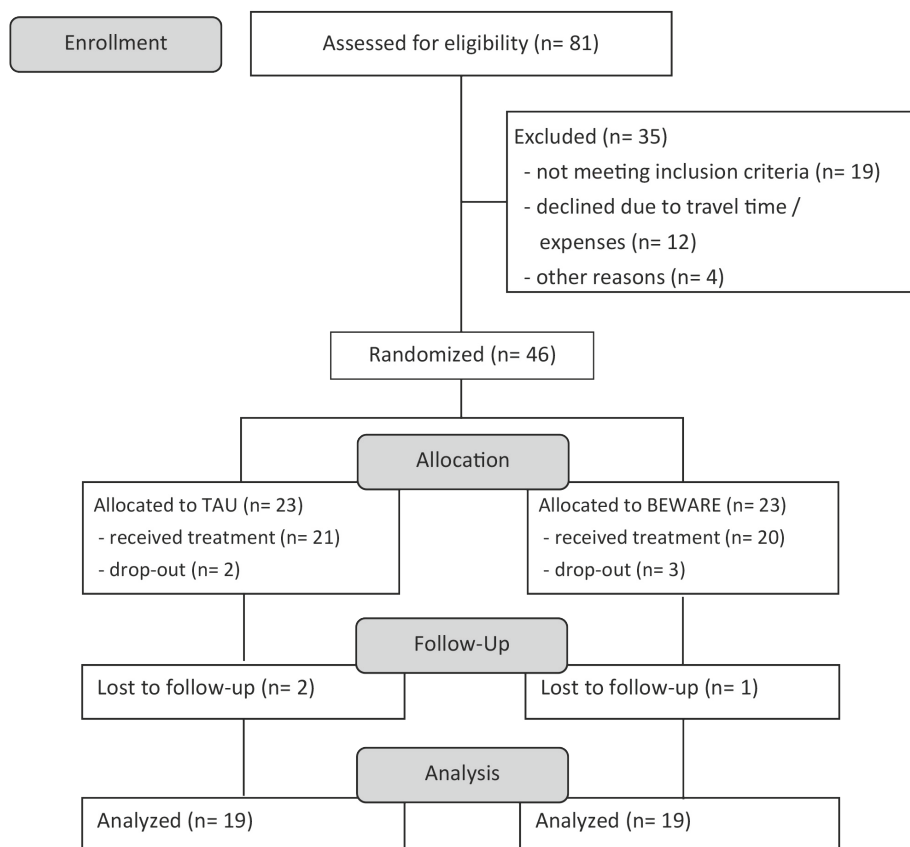 Enrollment
Assessed for eligibility (n= 81)
Excluded (n= 35)
- not meeting inclusion criteria (n= 19)
- declined due to travel time /
expenses (n= 12)
- other reasons (n= 4)
Randomized (n= 46)
Allocation
Allocated to TAU (n= 23)
- received treatment (n= 21)
- drop-out (n= 2)
Allocated to BEWARE (n= 23)
- received treatment (n= 20)
- drop-out (n= 3)
Follow-Up
Lost to follow-up (n= 2)
Lost to follow-up (n= 1)
Analysis
Analyzed (n= 19)
Analyzed (n= 19)